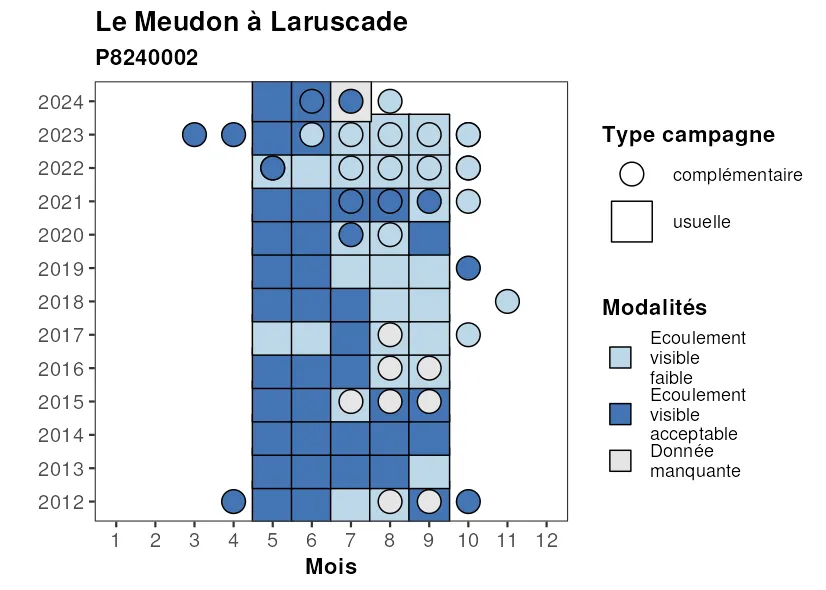 Le Meudon à Laruscade
P8240002
2024
2023
2022
2021
2020
2019
2018
2017
2016
2015
2014
2013
2012
1 2 3 4 5 6 7 8 9 10 11 12
Mois
Type campagne
complémentaire
usuelle
Modalités
Ecoulement
visible
faible
Ecoulement
visible
acceptable
Donnée
manquante